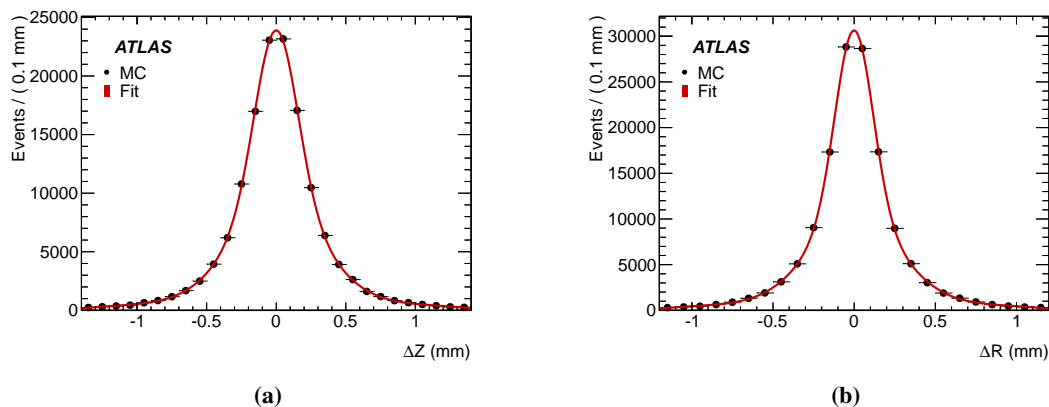 Events / ( 0.1 mm )
25000
20000
15000
10000
5000
0
ATLAS
MC
Fit
-1
-0.5
0
0.5
1
ΔZ (mm)
(a)
Events / ( 0.1 mm )
30000
25000
20000
15000
10000
5000
0
ATLAS
MC
Fit
-1
-0.5
0
0.5
1
ΔR (mm)
(b)